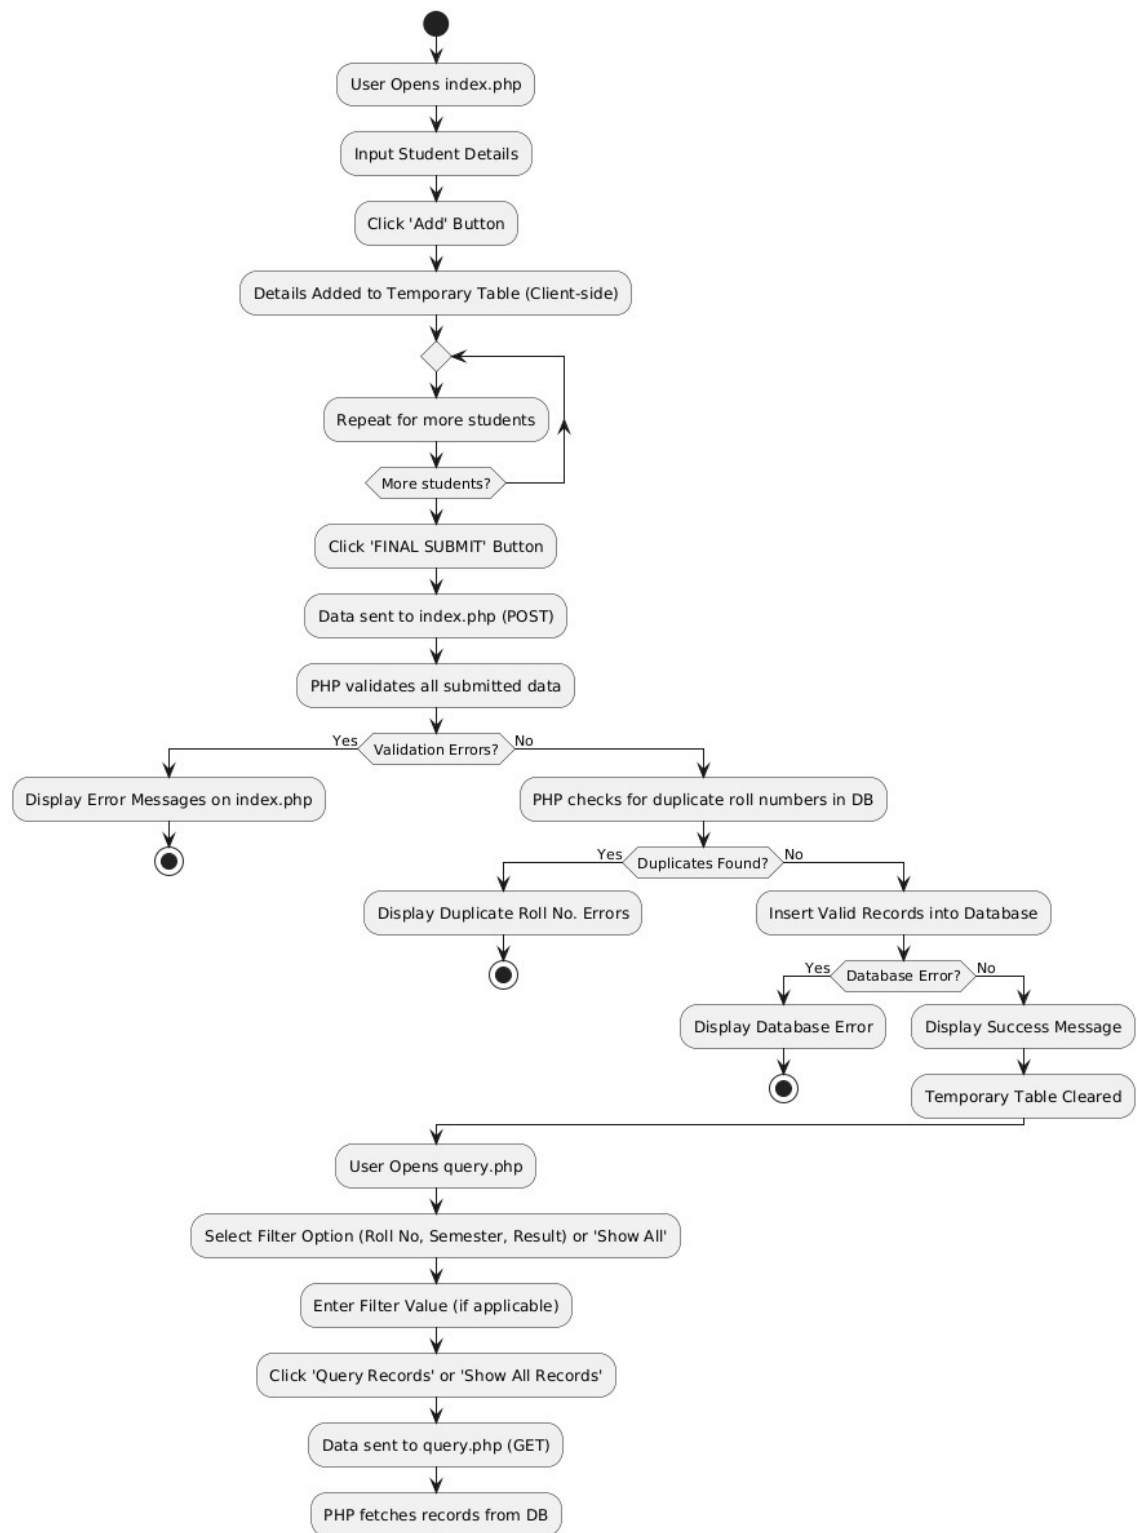 User Opens index.php
Input Student Details
Click 'Add' Button
Details Added to Temporary Table (Client-side)
Repeat for more students
More students?
Click 'FINAL SUBMIT' Button
Data sent to index.php (POST)
PHP validates all submitted data
Yes
Validation Errors?
No
Display Error Messages on index.php
PHP checks for duplicate roll numbers in DB
Yes
Duplicates Found?
No
Display Duplicate Roll No. Errors
Insert Valid Records into Database
Yes
Database Error?
No
Display Database Error
Display Success Message
Temporary Table Cleared
User Opens query.php
Select Filter Option (Roll No, Semester, Result) or 'Show All'
Enter Filter Value (if applicable)
Click 'Query Records' or 'Show All Records'
Data sent to query.php (GET)
PHP fetches records from DB